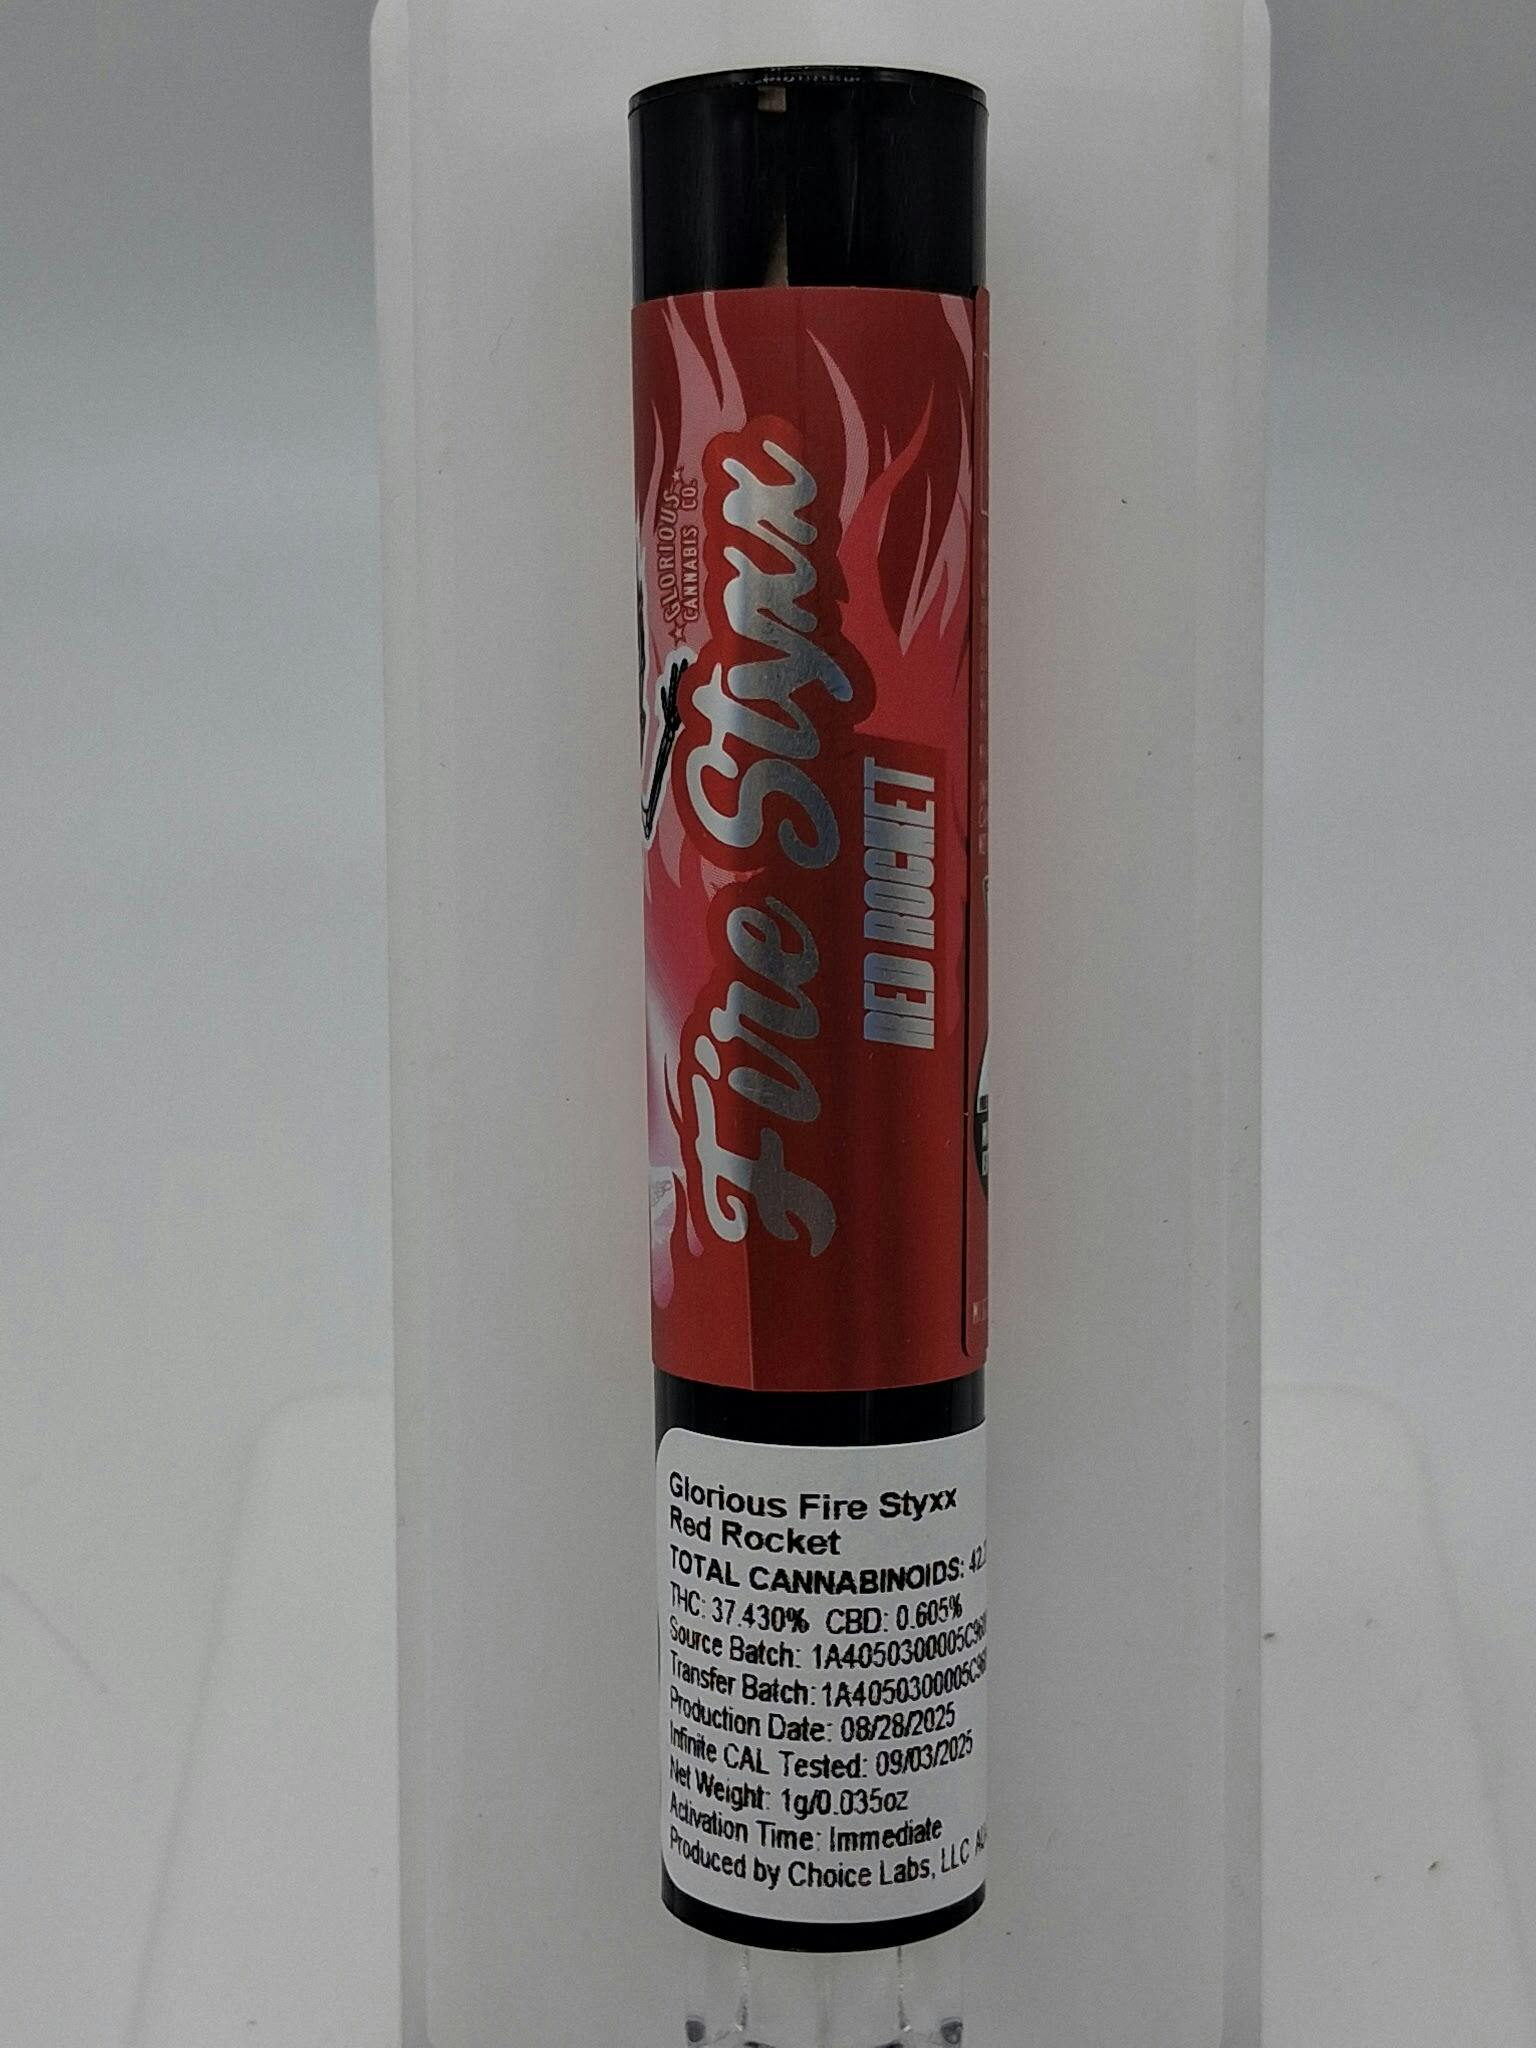 GLORIOUS
CANNABIS CO.
Fire Styxx
RED ROCKET
Glorious Fire Styxx
Red Rocket
TOTAL CANNABINOIDS:
THC: 37.430% CBD: 0.605%
Source Batch:
Transfer Batch:
Production Date: 08/28/2025
Infinite CAL Tested: 09/03/2025
Net Weight: 1g/0.035oz
Activation Time: Immediate
Produced by Choice Labs, LLC